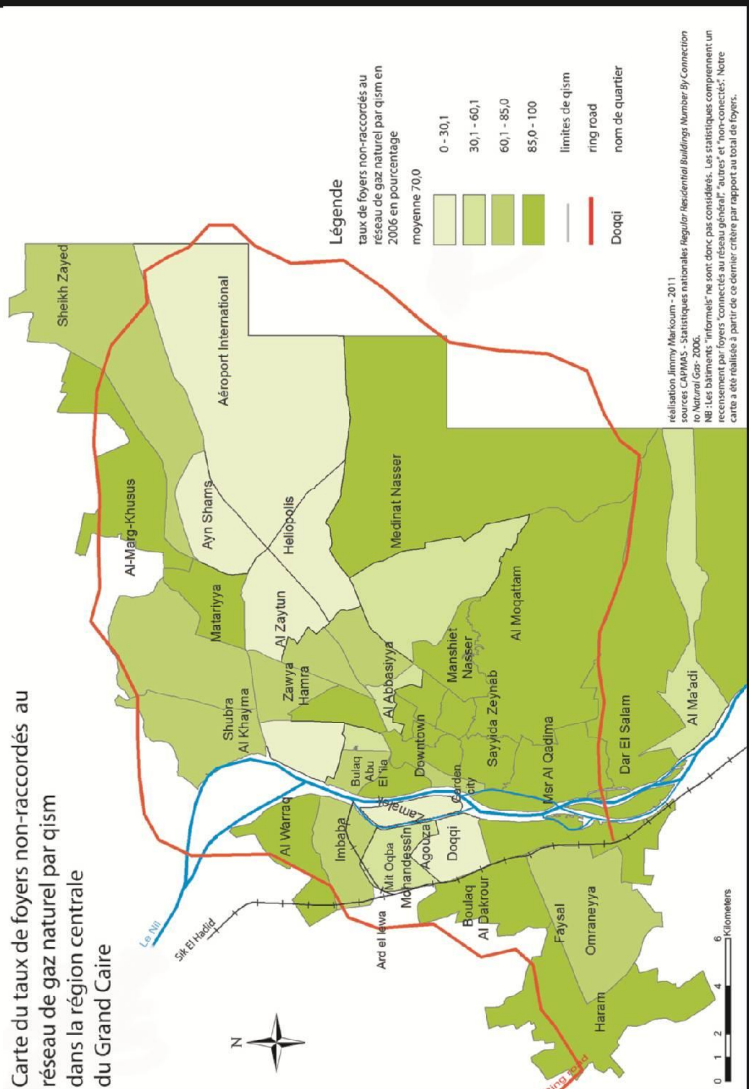 Carte du taux de foyers non-raccordés au
réseau de gaz naturel par qism
dans la région centrale
du Grand Caire
N
Le Nil
Sik El Hadid
Al Warraq
Imbaba
Ard el lewa
Mit Oqba
Mohandessin
Agouza
Doqqi
Zamalek
Boulaq
Al Dakrour
Faysal
Omraneyya
Haram
Ring road
Shubra
Al Khayma
Zawya
Hamra
Bulaq
Abu
El 'ila
Downtown
Garden
city
Al Abbasiyya
Manshiet
Nasser
Sayyida Zeynab
Msr Al Qadima
Dar El Salam
Al Ma'adi
Al Moqattam
Medinat Nasser
Al Zaytun
Heliopolis
Ayn Shams
Matariyya
Al-Marg-Khusus
Aéroport International
Sheikh Zayed
0 1 2 4 6
Kilometers
Légende
taux de foyers non-raccordés au
réseau de gaz naturel par qism en
2006 en pourcentage
moyenne 70,0
0 - 30,1
30,1 - 60,1
60,1 - 85,0
85,0 - 100
limites de qism
ring road
Doqqi nom de quartier
réalisation Jimmy Markoum - 2011
sources CAPMAS - Statistiques nationales Regular Residential Buildings Number By Connection
to Natural Gas- 2006.
NB : Les bâtiments "informels" ne sont donc pas considérés. Les statistiques comprennent un
recensement par foyers "connectés au réseau général", "autres" et "non-conectés". Notre
carte a été réalisée à partir de ce dernier critère par rapport au total de foyers.